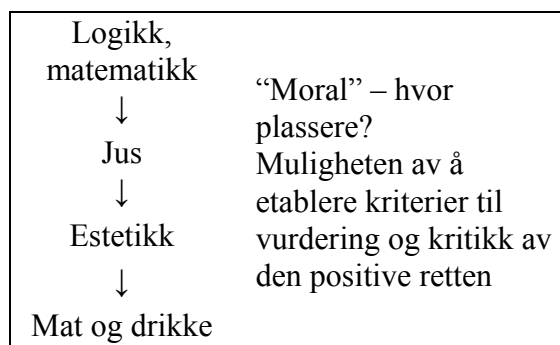 Logikk,
matematikk
↓
Jus
↓
Estetikk
↓
Mat og drikke
“Moral” – hvor
plassere?
Muligheten av å
etablere kriterier til
vurdering og kritikk av
den positive retten